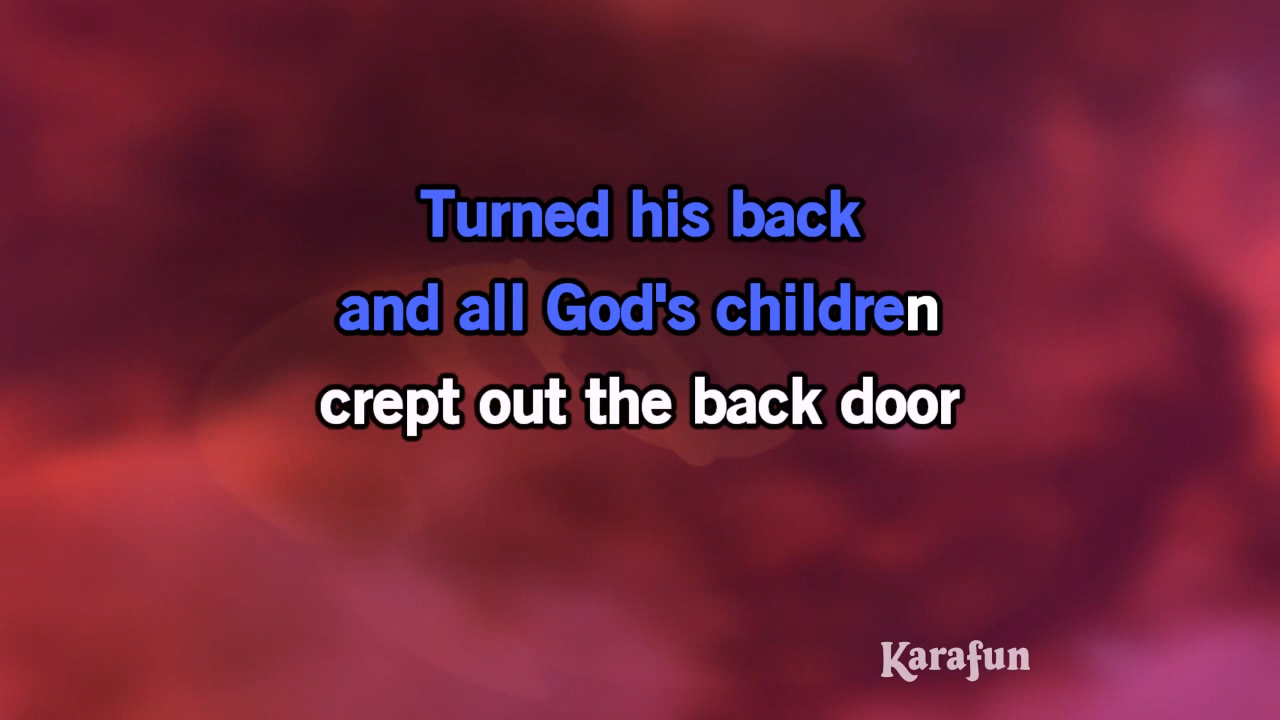 Turned his back
and all God's children
crept out the back door
Karafun